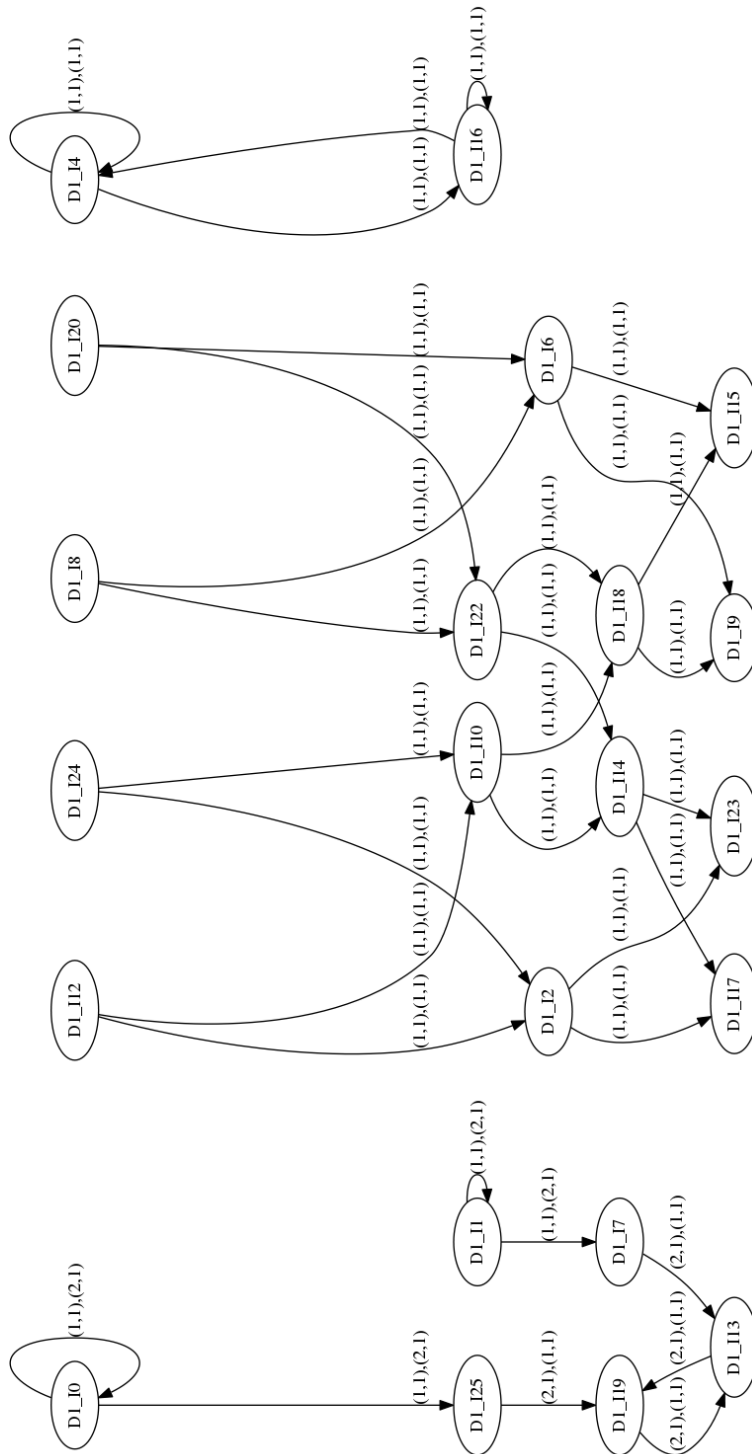 D1_I0
(1,1),(2,1)
D1_I12
D1_I24
D1_I8
D1_I20
D1_I4
(1,1),(1,1)
(1,1),(2,1)
(1,1),(1,1)
(1,1),(1,1)
(1,1),(1,1)
(1,1),(1,1)
(1,1),(1,1)
(1,1),(1,1)
(1,1),(1,1)
(1,1),(1,1)
(1,1),(1,1)
(1,1),(1,1)
D1_I25
D1_I1
(1,1),(2,1)
D1_I10
D1_I22
D1_I16
(1,1),(1,1)
(2,1),(1,1)
(1,1),(2,1)
D1_I2
(1,1),(1,1)
(1,1),(1,1)
(1,1),(1,1)
(1,1),(1,1)
D1_I6
D1_I19
D1_I7
(1,1),(1,1)
(1,1),(1,1)
D1_I14
D1_I18
(1,1),(1,1)
(1,1),(1,1)
(2,1),(1,1)
(2,1),(1,1)
(2,1),(1,1)
(1,1),(1,1)
(1,1),(1,1)
(1,1),(1,1)
(1,1),(1,1)
D1_I13
D1_I17
D1_I23
D1_I9
D1_I15